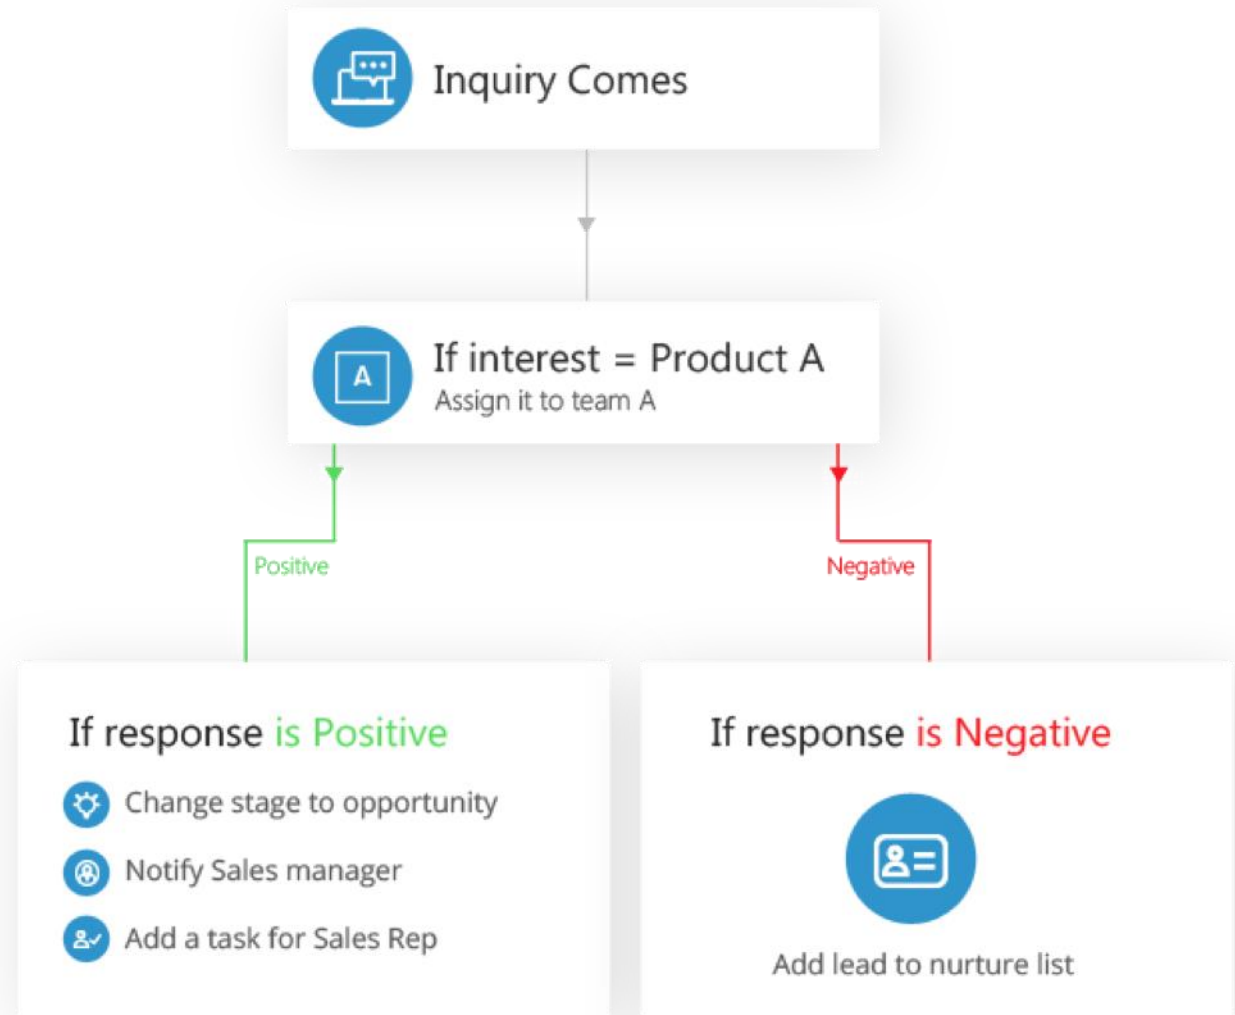 Inquiry Comes
A
If interest = Product A
Assign it to team A
Positive
Negative
If response is Positive
Change stage to opportunity
Notify Sales manager
Add a task for Sales Rep
If response is Negative
Add lead to nurture list